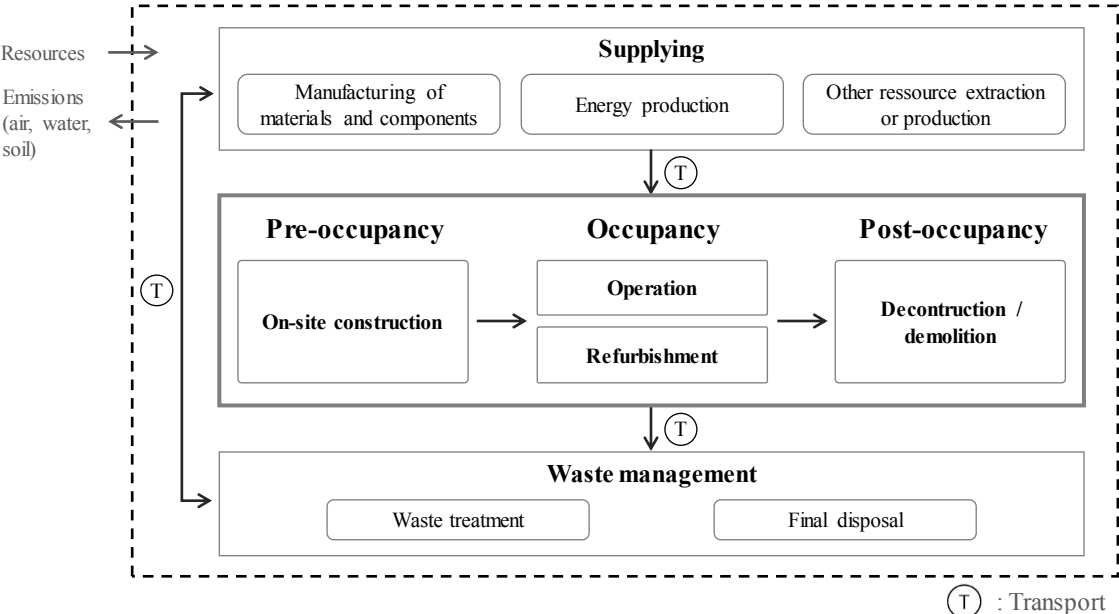 Resources
Emissions
(air, water,
soil)
Supplying
Manufacturing of
materials and components
Energy production
Other ressource extraction
or production
T
Pre-occupancy
Occupancy
Post-occupancy
On-site construction
Operation
Refurbishment
Decontruction /
demolition
T
T
Waste management
Waste treatment
Final disposal
T : Transport